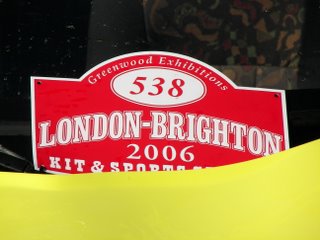 Greenwood Exhibitions
538
LONDON-BRIGHTON
2006
KIT & SPORTS